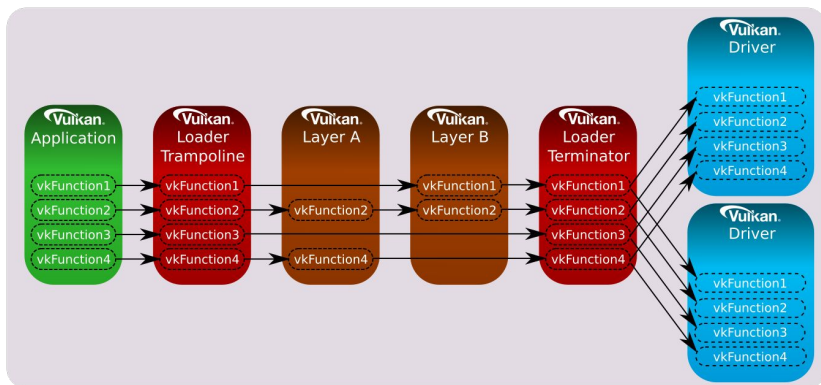 Vulkan.
Application
vkFunction1
vkFunction2
vkFunction3
vkFunction4
Vulkan.
Loader
Trampoline
vkFunction1
vkFunction2
vkFunction3
vkFunction4
Vulkan.
Layer A
vkFunction2
vkFunction4
Vulkan.
Layer B
vkFunction1
vkFunction2
Vulkan.
Loader
Terminator
vkFunction1
vkFunction2
vkFunction3
vkFunction4
Vulkan.
Driver
vkFunction1
vkFunction2
vkFunction3
vkFunction4
Vulkan.
Driver
vkFunction1
vkFunction2
vkFunction3
vkFunction4